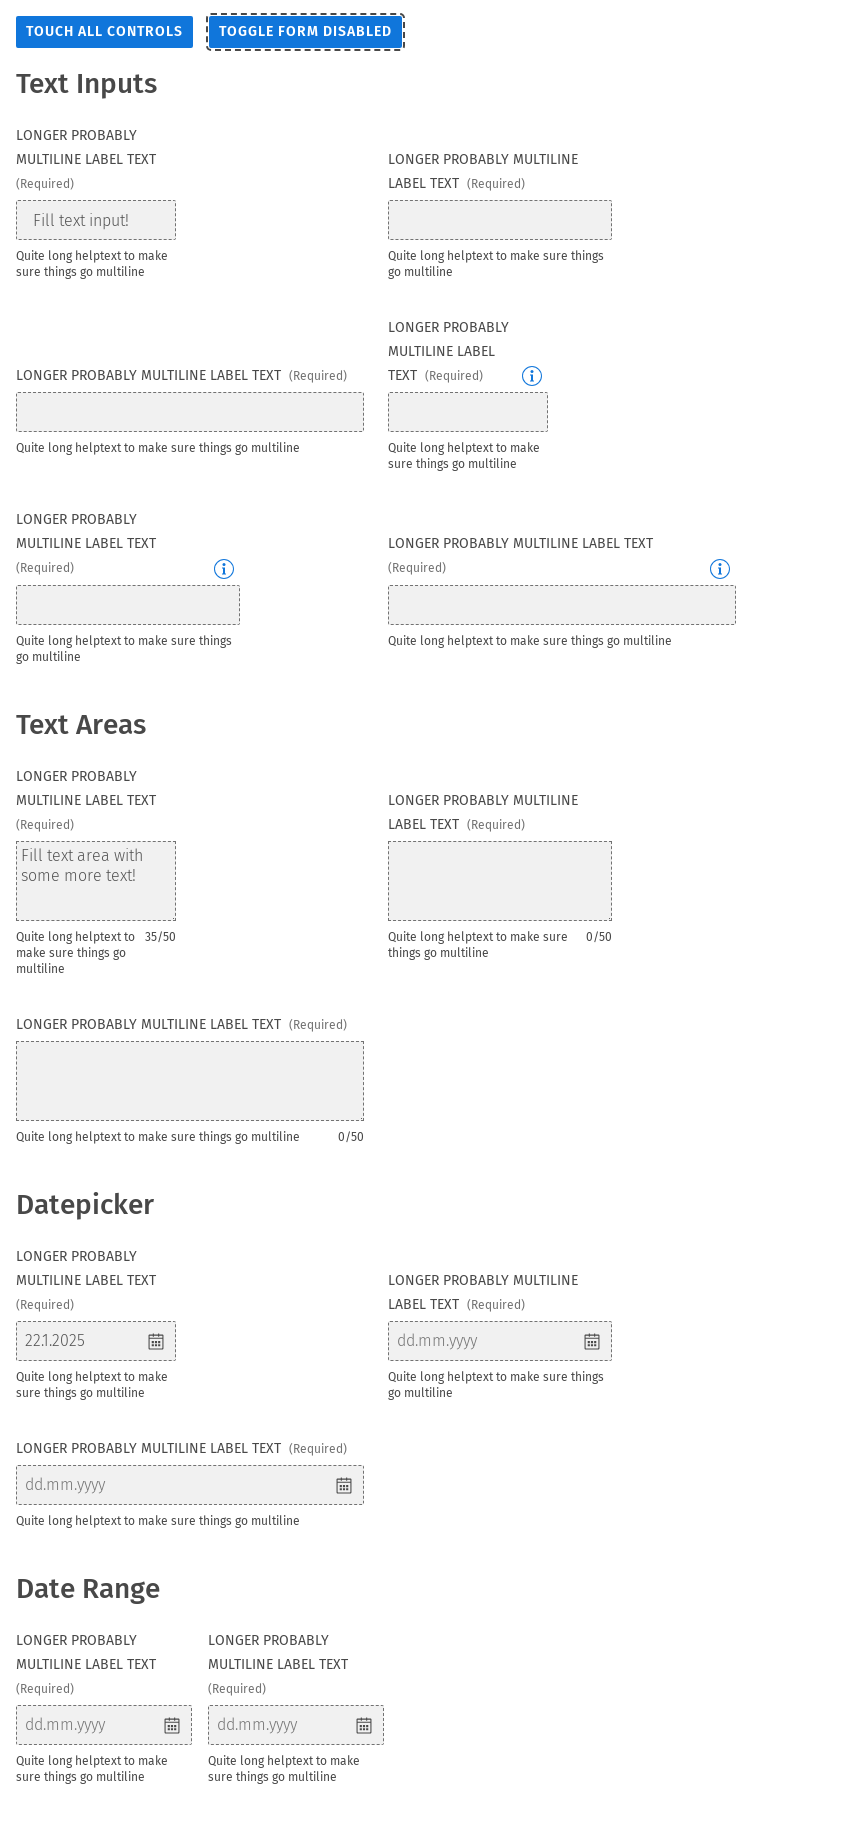 TOUCH ALL CONTROLS
TOGGLE FORM DISABLED
Text Inputs
LONGER PROBABLY
MULTILINE LABEL TEXT
(Required)
Fill text input!
Quite long helptext to make
sure things go multiline
LONGER PROBABLY MULTILINE
LABEL TEXT (Required)
Quite long helptext to make sure things
go multiline
LONGER PROBABLY MULTILINE LABEL TEXT (Required)
Quite long helptext to make sure things go multiline
LONGER PROBABLY
MULTILINE LABEL
TEXT (Required)
Quite long helptext to make
sure things go multiline
LONGER PROBABLY
MULTILINE LABEL TEXT
(Required)
Quite long helptext to make sure things
go multiline
LONGER PROBABLY MULTILINE LABEL TEXT
(Required)
Quite long helptext to make sure things go multiline
Text Areas
LONGER PROBABLY
MULTILINE LABEL TEXT
(Required)
Fill text area with
some more text!
Quite long helptext to 35/50
make sure things go
multiline
LONGER PROBABLY MULTILINE
LABEL TEXT (Required)
Quite long helptext to make sure 0/50
things go multiline
LONGER PROBABLY MULTILINE LABEL TEXT (Required)
Quite long helptext to make sure things go multiline 0/50
Datepicker
LONGER PROBABLY
MULTILINE LABEL TEXT
(Required)
22.1.2025
Quite long helptext to make
sure things go multiline
LONGER PROBABLY MULTILINE
LABEL TEXT (Required)
dd.mm.yyyy
Quite long helptext to make sure things
go multiline
LONGER PROBABLY MULTILINE LABEL TEXT (Required)
dd.mm.yyyy
Quite long helptext to make sure things go multiline
Date Range
LONGER PROBABLY
MULTILINE LABEL TEXT
(Required)
dd.mm.yyyy
Quite long helptext to make
sure things go multiline
LONGER PROBABLY
MULTILINE LABEL TEXT
(Required)
dd.mm.yyyy
Quite long helptext to make
sure things go multiline